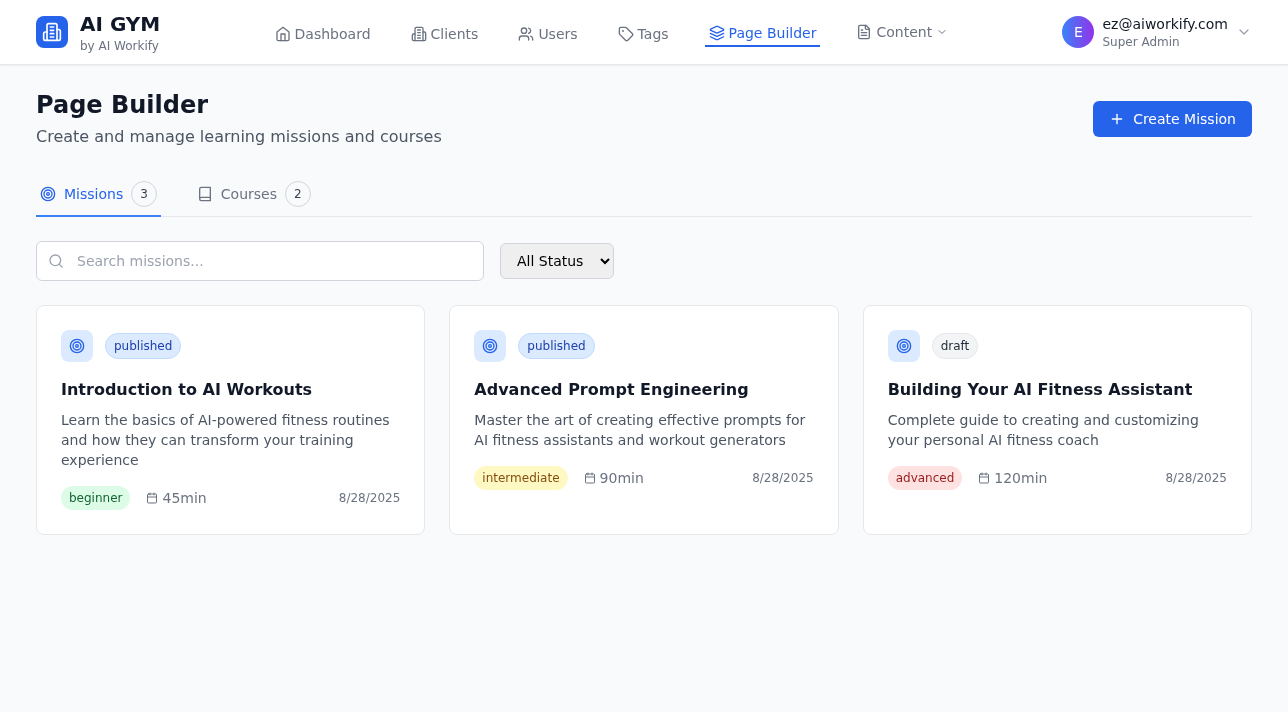 AI GYM
by AI Workify
Dashboard
Clients
Users
Tags
Page Builder
Content
E
ez@aiworkify.com
Super Admin
Page Builder
Create and manage learning missions and courses
Create Mission
Missions 3
Courses 2
Search missions...
All Status
published
Introduction to AI Workouts
Learn the basics of AI-powered fitness routines
and how they can transform your training
experience
beginner 45min 8/28/2025
published
Advanced Prompt Engineering
Master the art of creating effective prompts for
AI fitness assistants and workout generators
intermediate 90min 8/28/2025
draft
Building Your AI Fitness Assistant
Complete guide to creating and customizing
your personal AI fitness coach
advanced 120min 8/28/2025